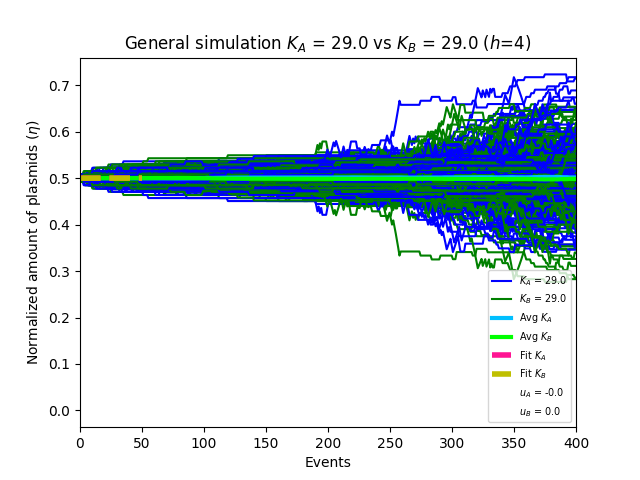 General simulation K_A = 29.0 vs K_B = 29.0 (h=4)
Normalized amount of plasmids (η)
0.7
0.6
0.5
0.4
0.3
0.2
0.1
0.0
K_A = 29.0
K_B = 29.0
Avg K_A
Avg K_B
Fit K_A
Fit K_B
u_A = -0.0
u_B = 0.0
0 50 100 150 200 250 300 350 400
Events